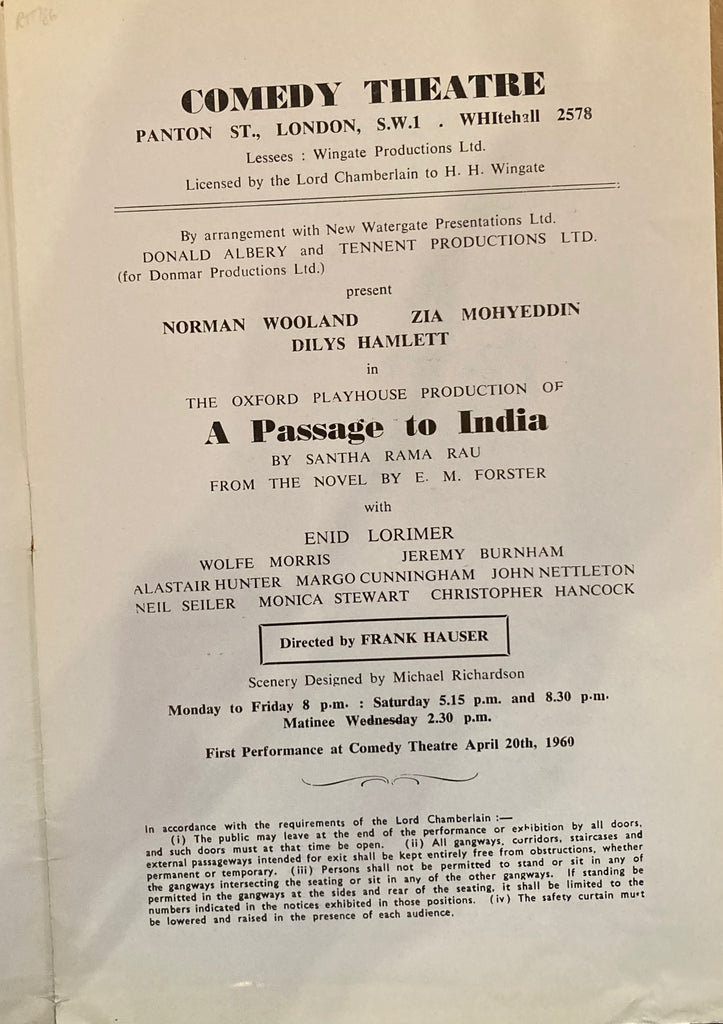 COMEDY THEATRE
PANTON ST., LONDON, S.W.1 . WHItehall 2578
Lessees : Wingate Productions Ltd.
Licensed by the Lord Chamberlain to H. H. Wingate
By arrangement with New Watergate Presentations Ltd.
DONALD ALBERY and TENNENT PRODUCTIONS LTD.
(for Donmar Productions Ltd.)
present
NORMAN WOOLAND ZIA MOHYEDDIN
DILYS HAMLETT
in
THE OXFORD PLAYHOUSE PRODUCTION OF
A Passage to India
BY SANTHA RAMA RAU
FROM THE NOVEL BY E. M. FORSTER
with
ENID LORIMER
WOLFE MORRIS JEREMY BURNHAM
ALASTAIR HUNTER MARGO CUNNINGHAM JOHN NETTLETON
NEIL SEILER MONICA STEWART CHRISTOPHER HANCOCK
Directed by FRANK HAUSER
Scenery Designed by Michael Richardson
Monday to Friday 8 p.m. : Saturday 5.15 p.m. and 8.30 p.m.
Matinee Wednesday 2.30 p.m.
First Performance at Comedy Theatre April 20th, 1960
In accordance with the requirements of the Lord Chamberlain :—
(i) The public may leave at the end of the performance or exhibition by all doors,
and such doors must at that time be open. (ii) All gangways, corridors, staircases and
external passageways intended for exit shall be kept entirely free from obstructions, whether
permanent or temporary. (iii) Persons shall not be permitted to stand or sit in any of
the gangways intersecting the seating or sit in any of the other gangways. If standing be
permitted in the gangways at the sides and rear of the seating, it shall be limited to the
numbers indicated in the notices exhibited in those positions. (iv) The safety curtain must
be lowered and raised in the presence of each audience.